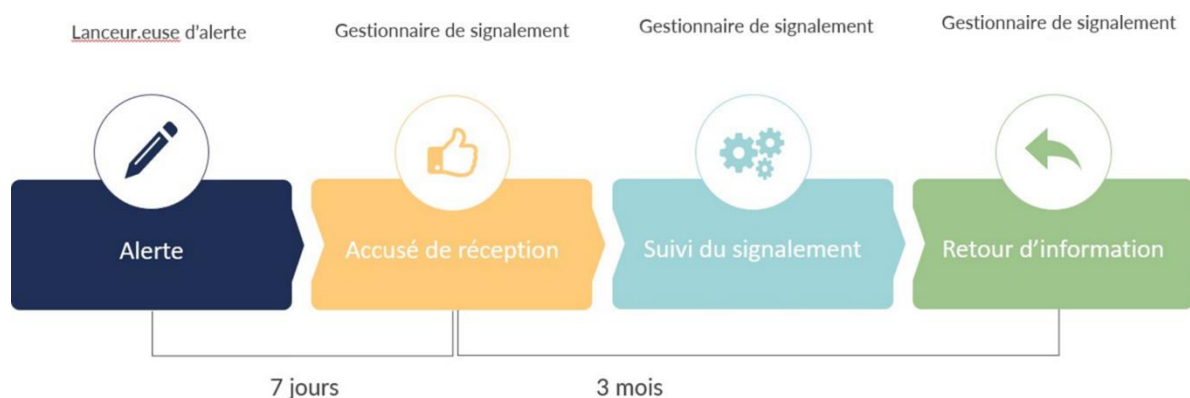 Lanceur.euse d'alerte
Gestionnaire de signalement
Gestionnaire de signalement
Gestionnaire de signalement
Alerte
Accusé de réception
Suivi du signalement
Retour d'information
7 jours
3 mois